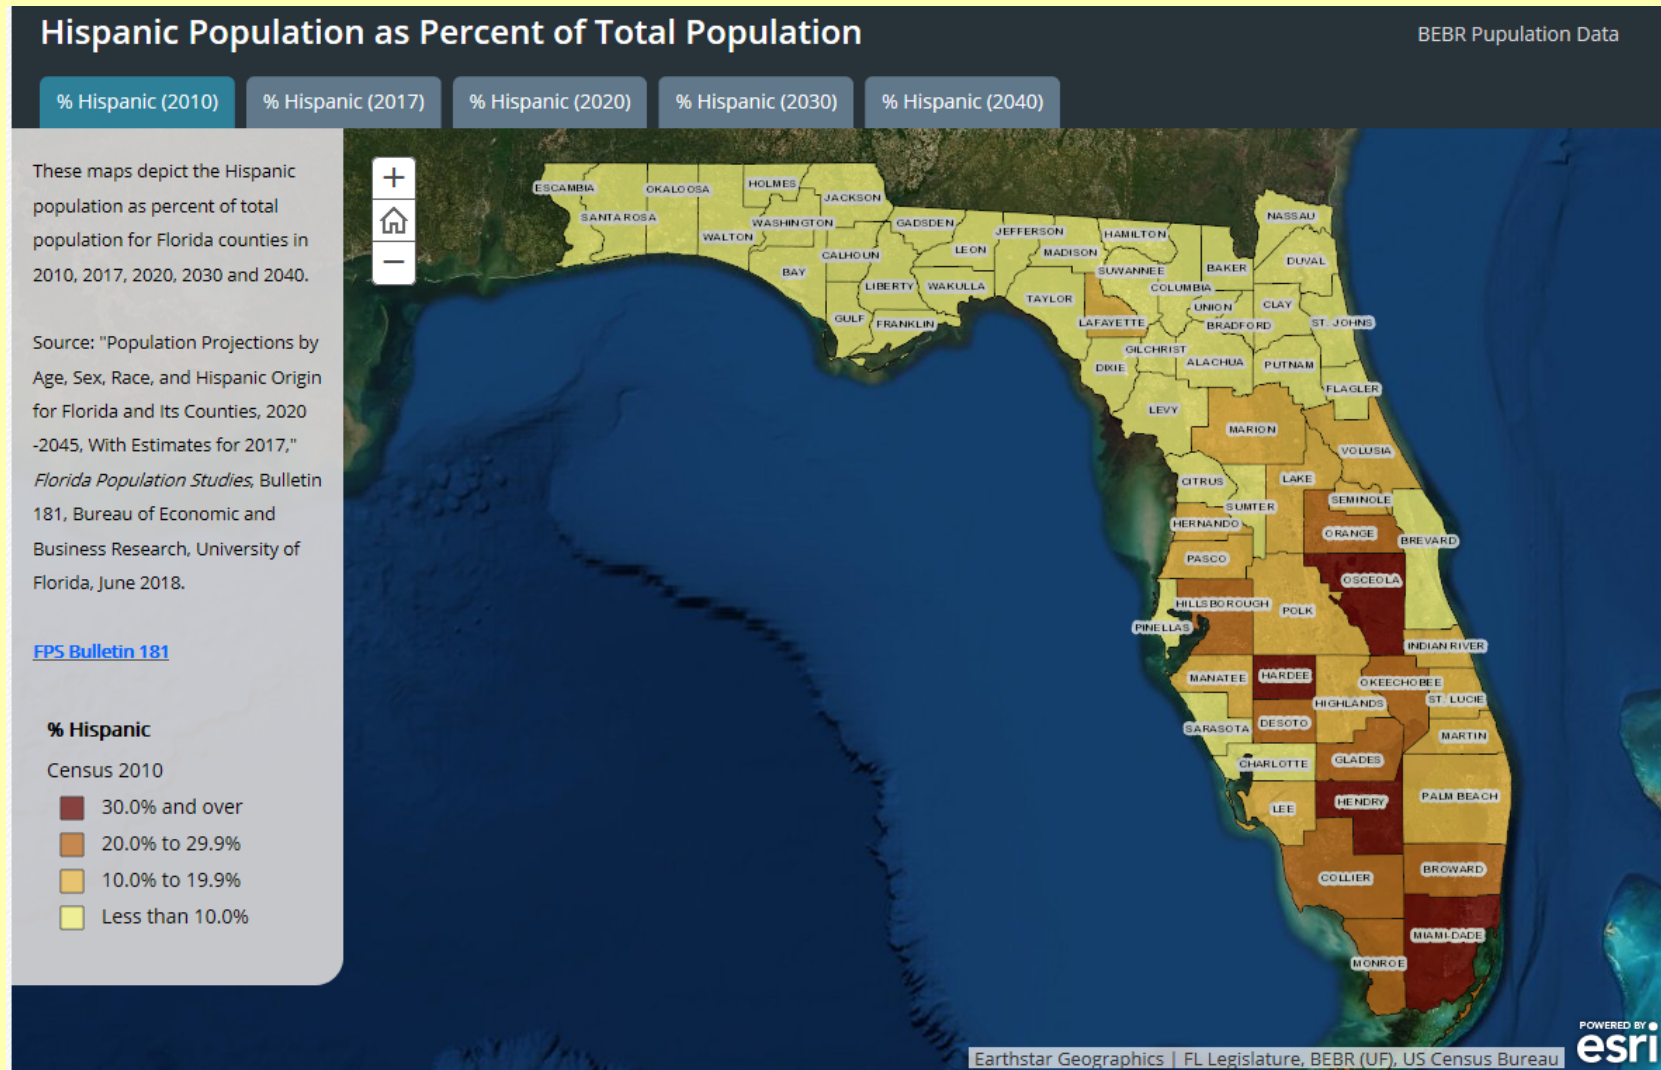 Hispanic Population as Percent of Total Population
BEBR Pupulation Data
% Hispanic (2010)
% Hispanic (2017)
% Hispanic (2020)
% Hispanic (2030)
% Hispanic (2040)
These maps depict the Hispanic
population as percent of total
population for Florida counties in
2010, 2017, 2020, 2030 and 2040.
Source: "Population Projections by
Age, Sex, Race, and Hispanic Origin
for Florida and Its Counties, 2020
-2045, With Estimates for 2017,"
Florida Population Studies, Bulletin
181, Bureau of Economic and
Business Research, University of
Florida, June 2018.
FPS Bulletin 181
% Hispanic
Census 2010
30.0% and over
20.0% to 29.9%
10.0% to 19.9%
Less than 10.0%
+
−
ESCAMBIA
OKALOOSA
HOLMES
JACKSON
SANTA ROSA
WASHINGTON
WALTON
GADSDEN
JEFFERSON
HAMILTON
NASSAU
CALHOUN
LEON
MADISON
BAY
SUWANNEE
BAKER
DUVAL
LIBERTY
WAKULLA
TAYLOR
COLUMBIA
UNION
CLAY
GULF
FRANKLIN
LAFAYETTE
BRADFORD
ST. JOHNS
GILCHRIST
ALACHUA
PUTNAM
DIXIE
FLAGLER
LEVY
MARION
VOLUSIA
CITRUS
LAKE
SEMINOLE
SUMTER
HERNANDO
ORANGE
BREVARD
PASCO
OSCEOLA
HILLSBOROUGH
POLK
PINELLAS
INDIAN RIVER
MANATEE
HARDEE
OKEECHOBEE
HIGHLANDS
ST. LUCIE
SARASOTA
DESOTO
MARTIN
CHARLOTTE
GLADES
LEE
HENDRY
PALM BEACH
COLLIER
BROWARD
MIAMI-DADE
MONROE
Earthstar Geographics | FL Legislature, BEBR (UF), US Census Bureau
POWERED BY
esri